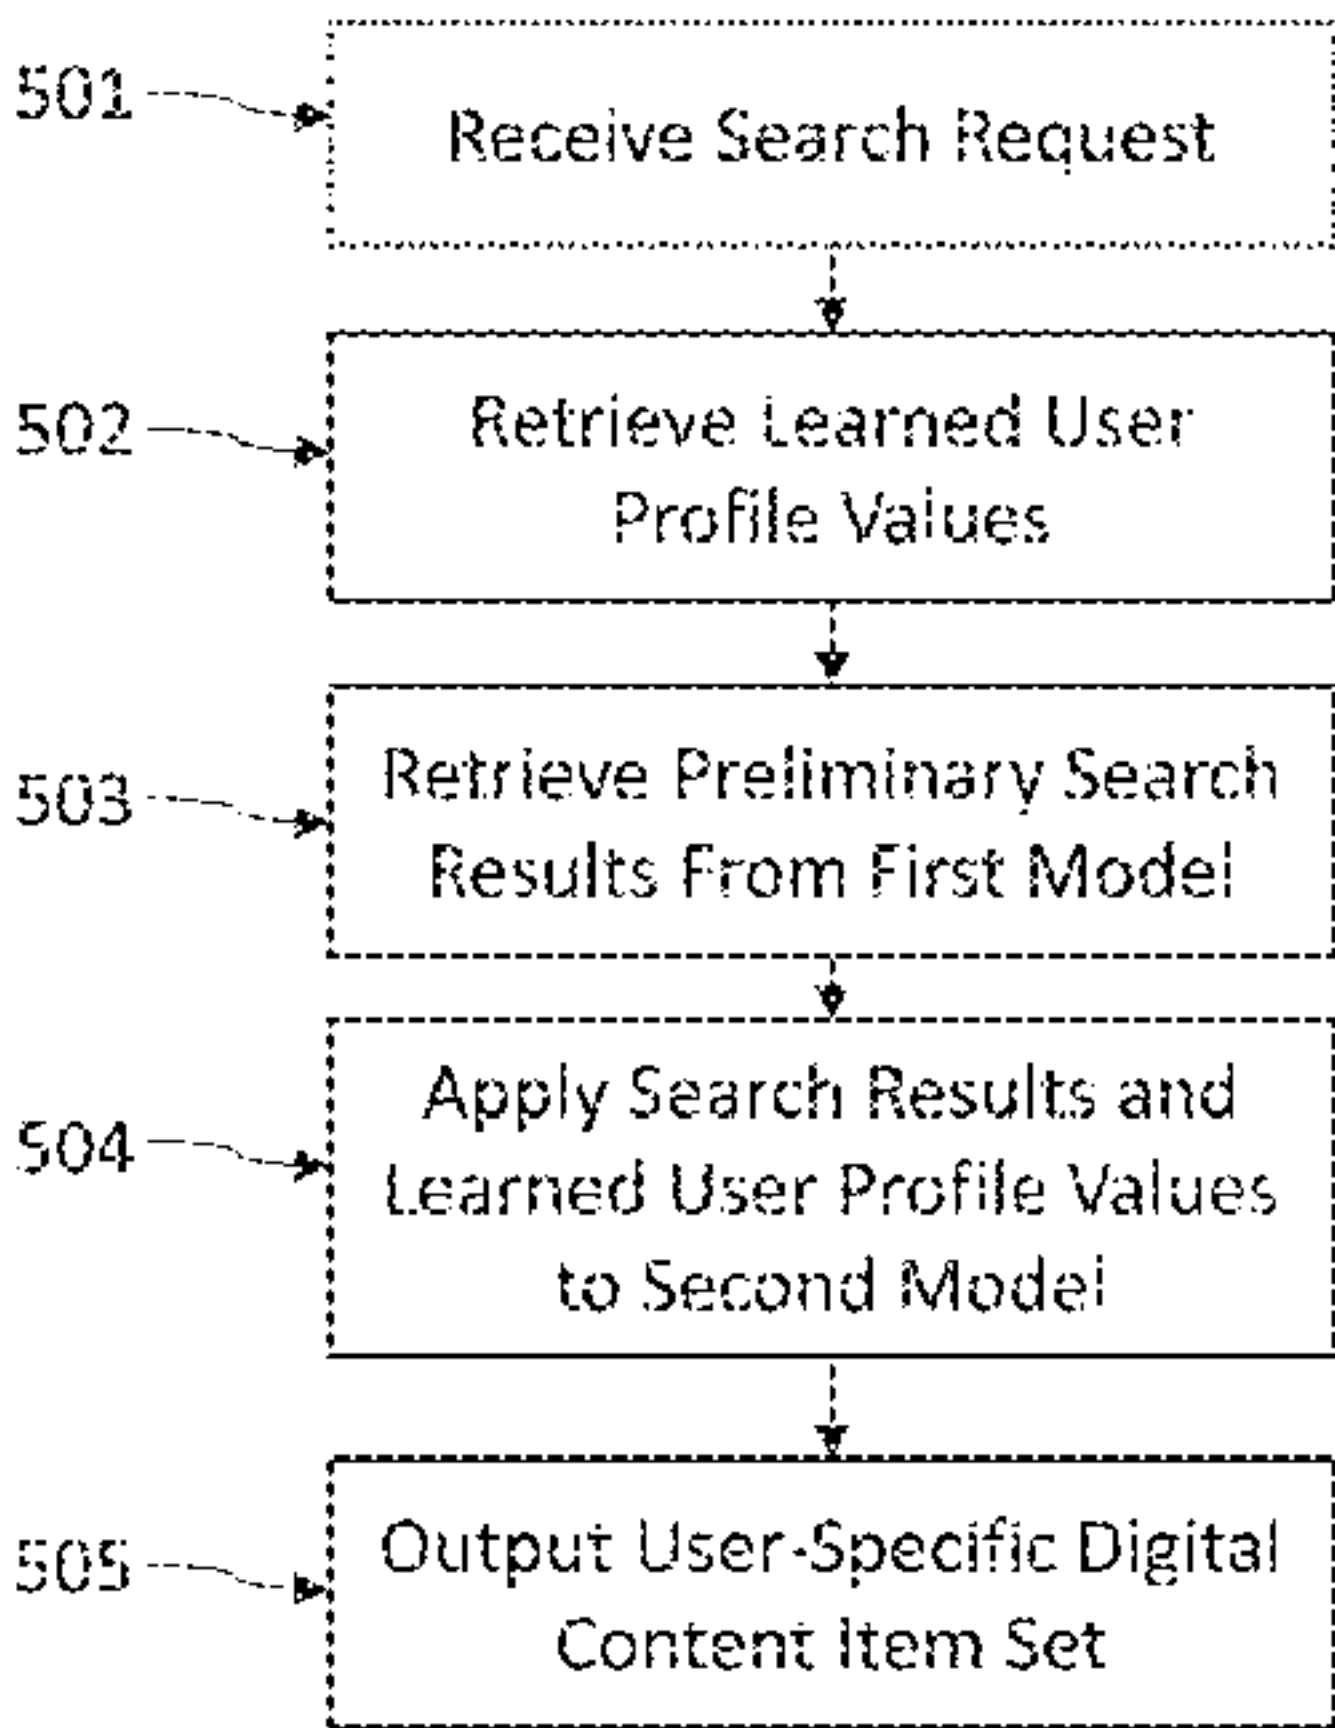 501
Receive Search Request
502
Retrieve Learned User
Profile Values
503
Retrieve Preliminary Search
Results From First Model
504
Apply Search Results and
Learned User Profile Values
to Second Model
505
Output User-Specific Digital
Content Item Set